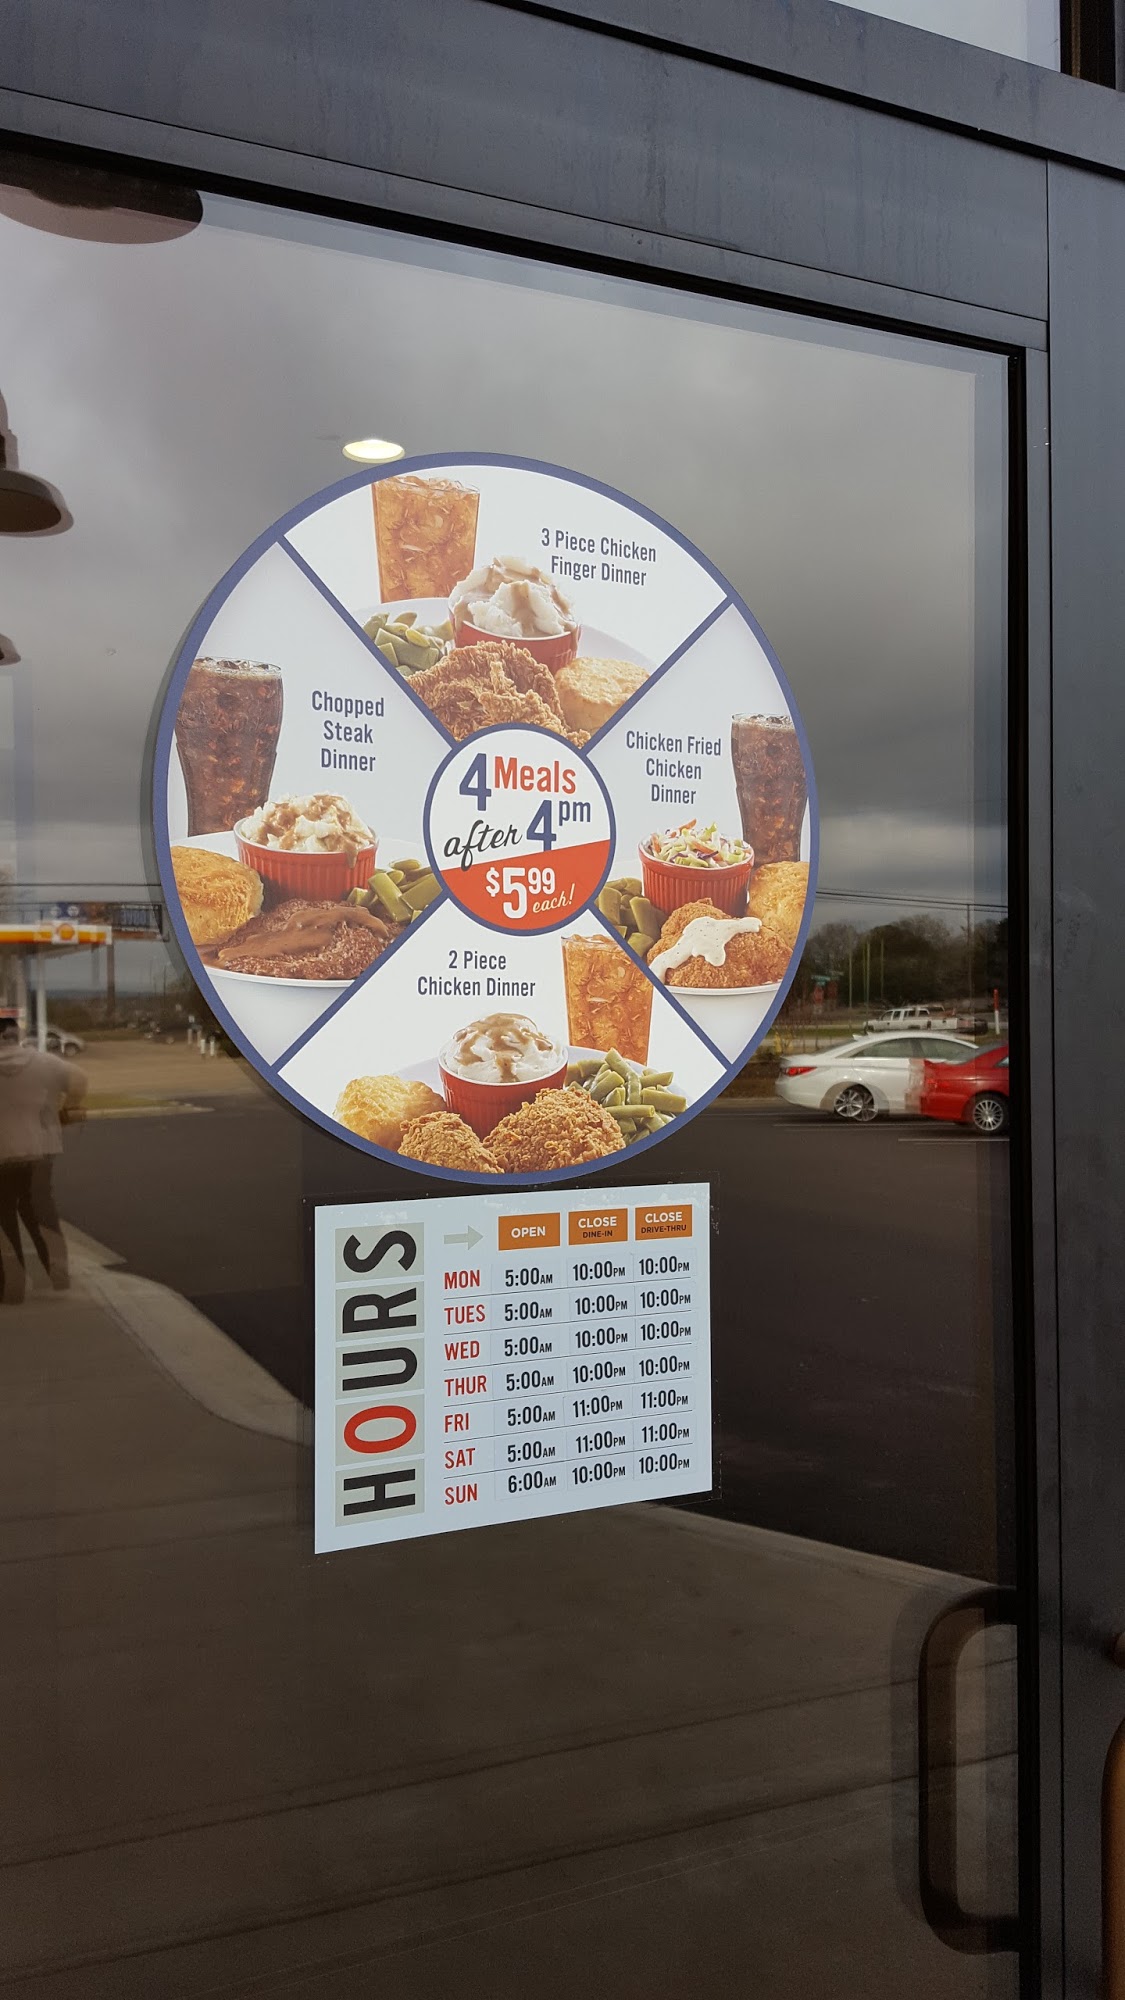 3 Piece Chicken
Finger Dinner
Chopped
Steak
Dinner
Chicken Fried
Chicken
Dinner
4 Meals
after 4pm
$5.99
each!
2 Piece
Chicken Dinner
HOURS
OPEN CLOSE DINE-IN CLOSE DRIVE-THRU
MON 5:00AM 10:00PM 10:00PM
TUES 5:00AM 10:00PM 10:00PM
WED 5:00AM 10:00PM 10:00PM
THUR 5:00AM 10:00PM 10:00PM
FRI 5:00AM 11:00PM 11:00PM
SAT 5:00AM 11:00PM 11:00PM
SUN 6:00AM 10:00PM 10:00PM